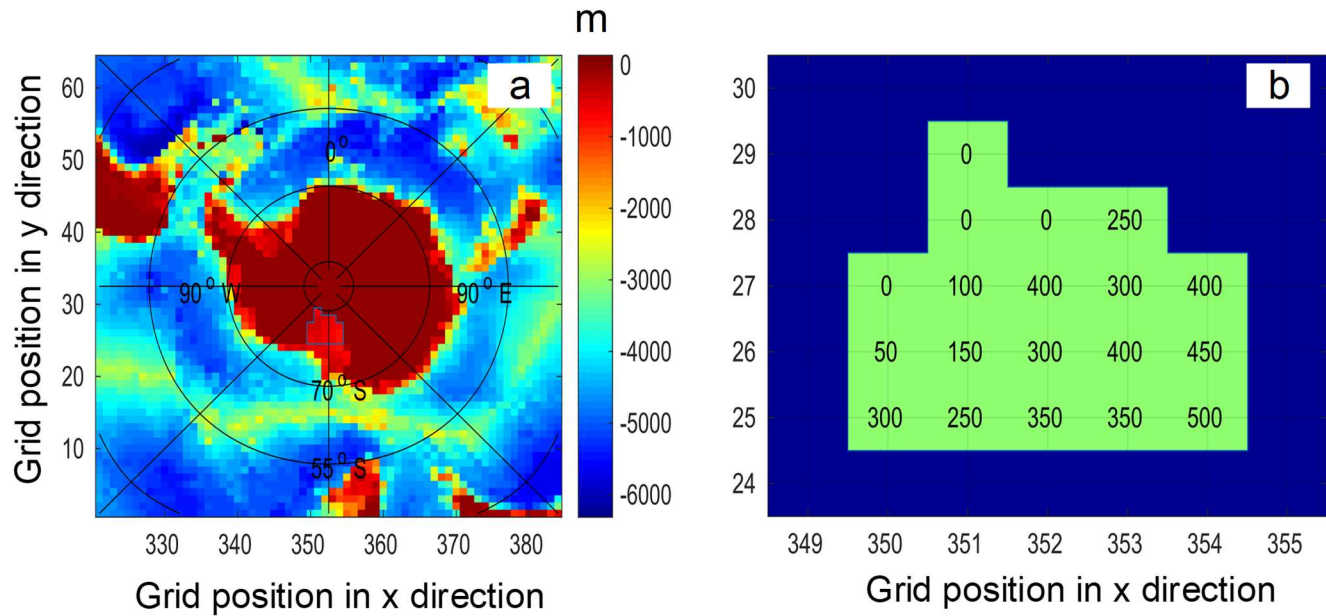 m
a
0
-1000
-2000
-3000
-4000
-5000
-6000
60
50
40
30
20
10
Grid position in y direction
0°
90° W
90° E
70° S
55° S
330 340 350 360 370 380
Grid position in x direction
b
30
29
28
27
26
25
24
0
0 0 250
0 100 400 300 400
50 150 300 400 450
300 250 350 350 500
349 350 351 352 353 354 355
Grid position in x direction